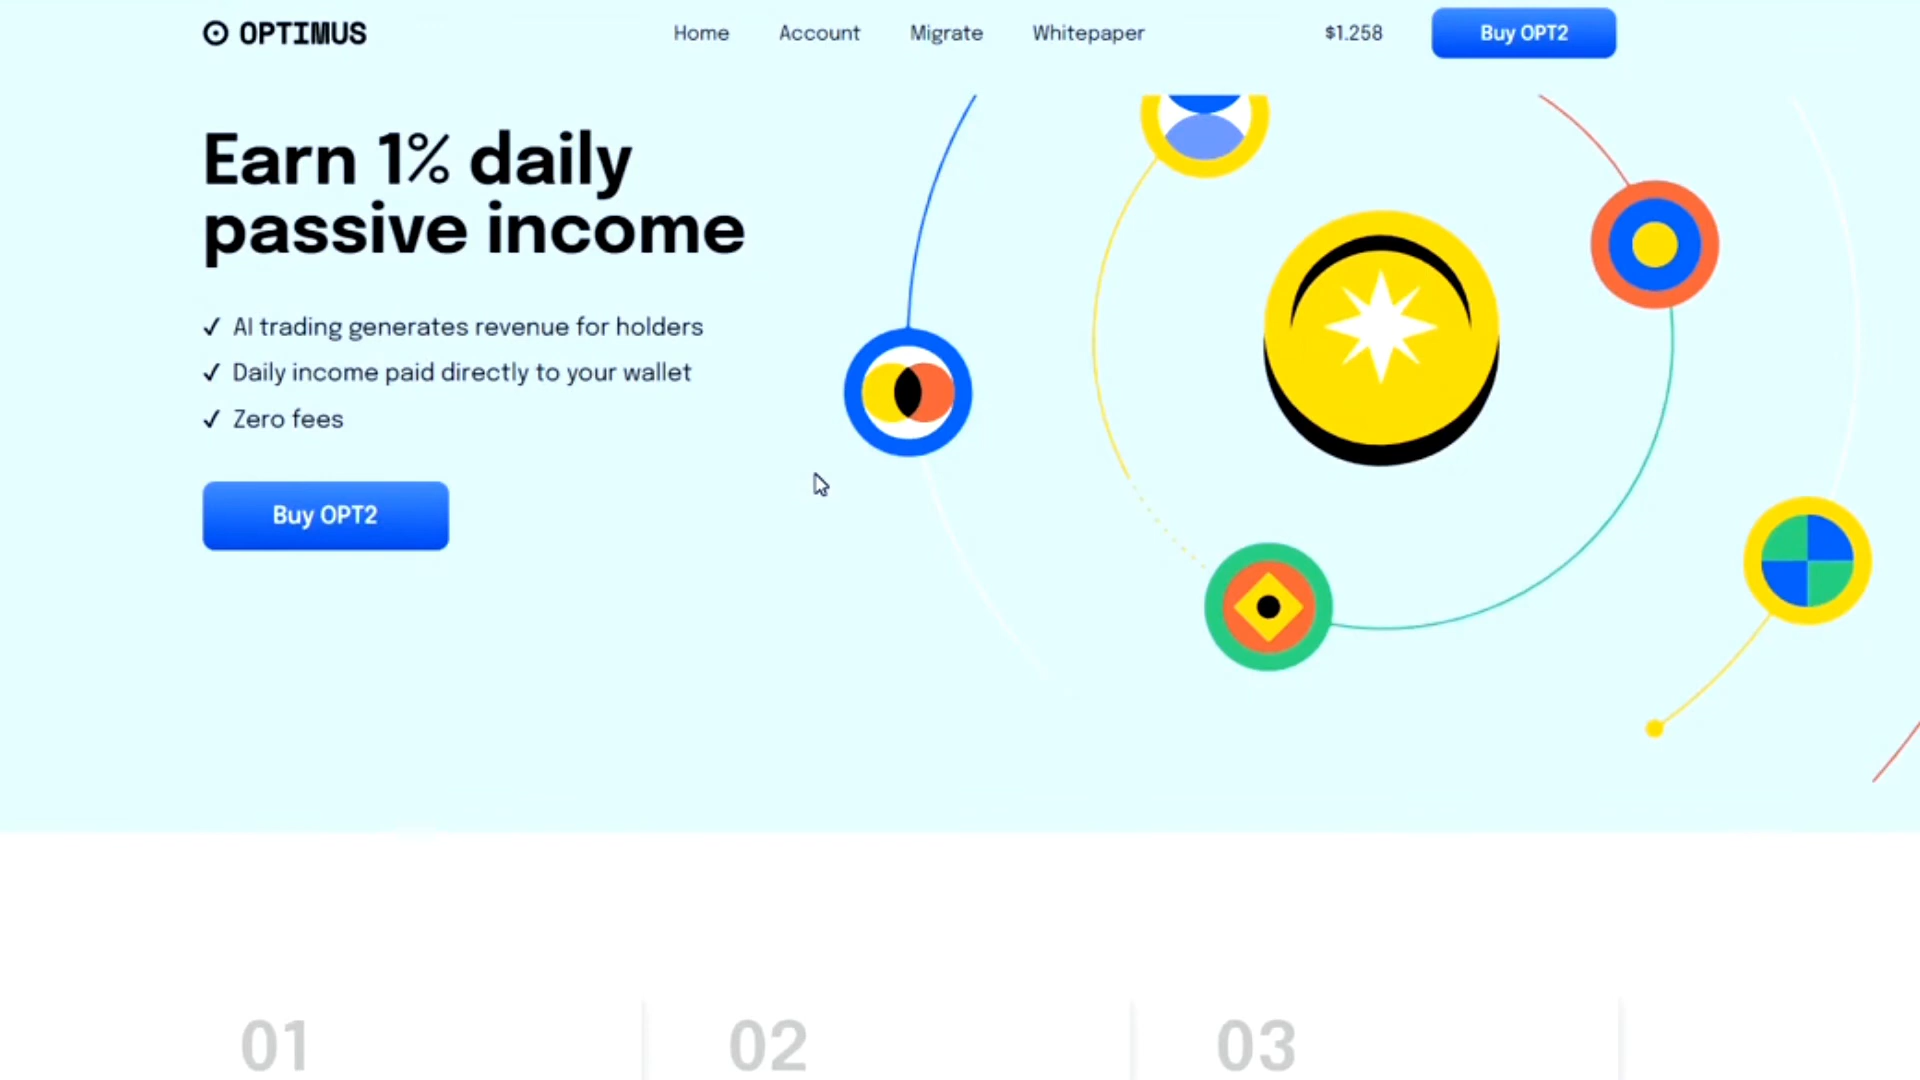 OPTIMUS
Home
Account
Migrate
Whitepaper
$1.258
Buy OPT2
Earn 1% daily
passive income
✓ AI trading generates revenue for holders
✓ Daily income paid directly to your wallet
✓ Zero fees
Buy OPT2
01
02
03